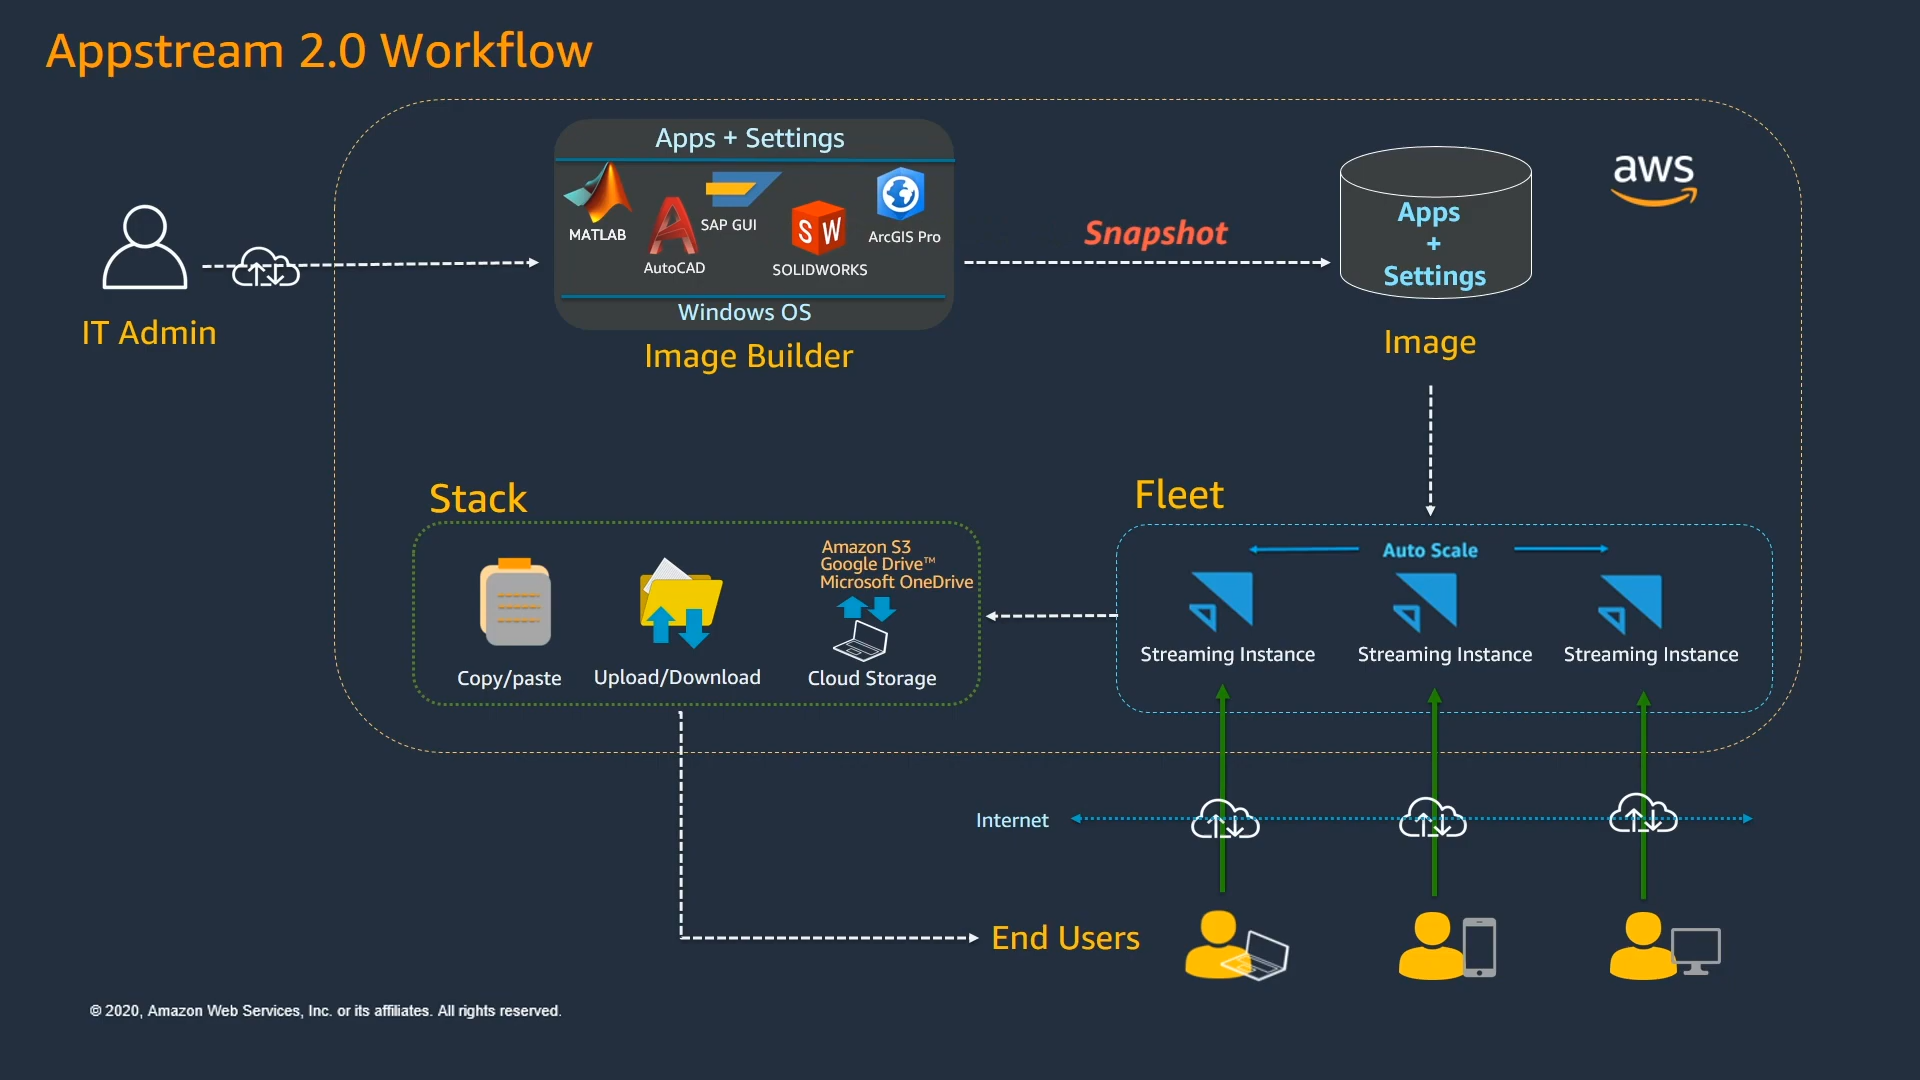 Appstream 2.0 Workflow
Apps + Settings
MATLAB
AutoCAD
SAP GUI
SW
SOLIDWORKS
ArcGIS Pro
Windows OS
Image Builder
IT Admin
Snapshot
Apps
+
Settings
Image
aws
Stack
Copy/paste
Upload/Download
Amazon S3
Google Drive™
Microsoft OneDrive
Cloud Storage
Fleet
Auto Scale
Streaming Instance
Streaming Instance
Streaming Instance
Internet
End Users
© 2020, Amazon Web Services, Inc. or its affiliates. All rights reserved.